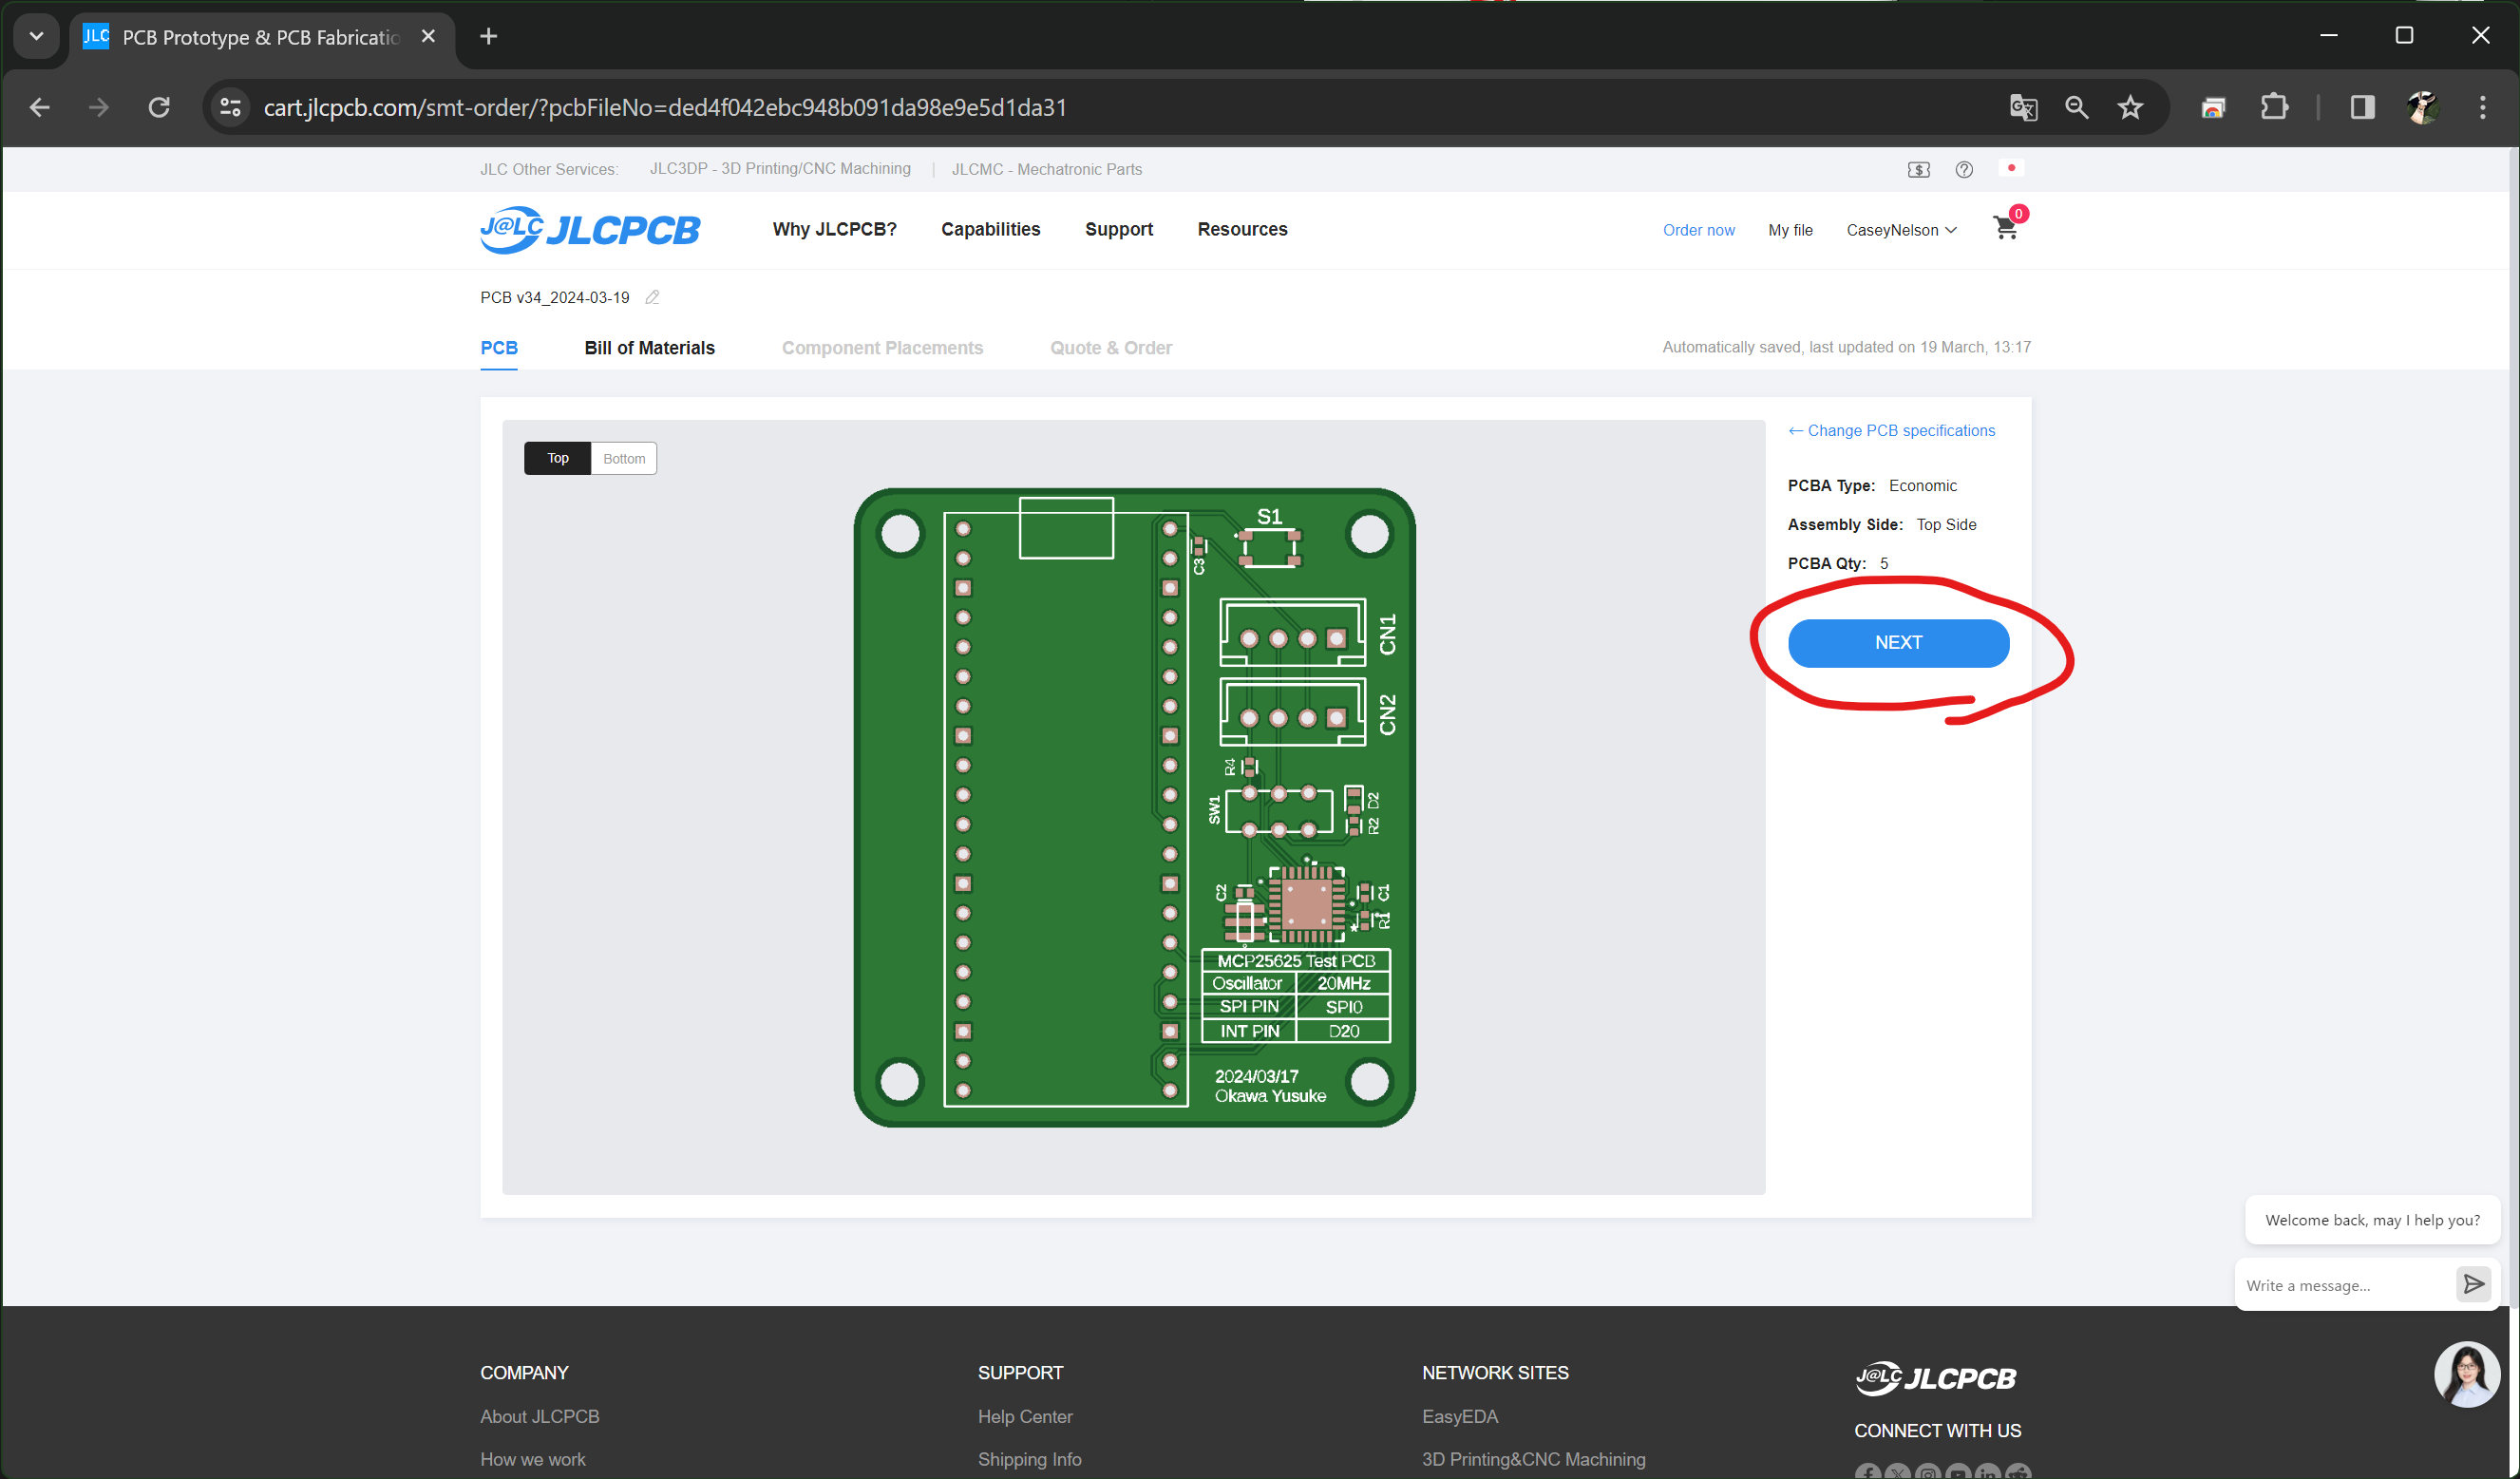 JLC PCB Prototype & PCB Fabricatio
cart.jlcpcb.com/smt-order/?pcbFileNo=ded4f042ebc948b091da98e9e5d1da31
JLC Other Services: JLC3DP - 3D Printing/CNC Machining | JLCMC - Mechatronic Parts
J@LC JLCPCB Why JLCPCB? Capabilities Support Resources Order now My file CaseyNelson 0
PCB v34_2024-03-19
PCB Bill of Materials Component Placements Quote & Order Automatically saved, last updated on 19 March, 13:17
Top Bottom
← Change PCB specifications
PCBA Type: Economic
Assembly Side: Top Side
PCBA Qty: 5
NEXT
S1
C3
CN1
CN2
R4
SW1
D2
R2
C2
C1
R1
MCP25625 Test PCB
Oscillator 20MHz
SPI PIN SPI0
INT PIN D20
2024/03/17
Okawa Yusuke
Welcome back, may I help you?
Write a message...
COMPANY SUPPORT NETWORK SITES J@LC JLCPCB
About JLCPCB Help Center EasyEDA
CONNECT WITH US
How we work Shipping Info 3D Printing&CNC Machining